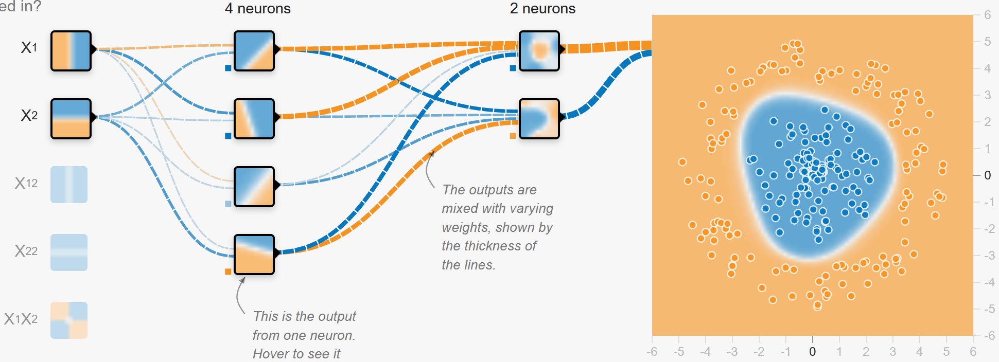 ed in?
4 neurons
2 neurons
X1
X2
X12
X22
X1X2
The outputs are
mixed with varying
weights, shown by
the thickness of
the lines.
This is the output
from one neuron.
Hover to see it
6
5
4
3
2
1
0
-1
-2
-3
-4
-5
-6
-6 -5 -4 -3 -2 -1 0 1 2 3 4 5 6